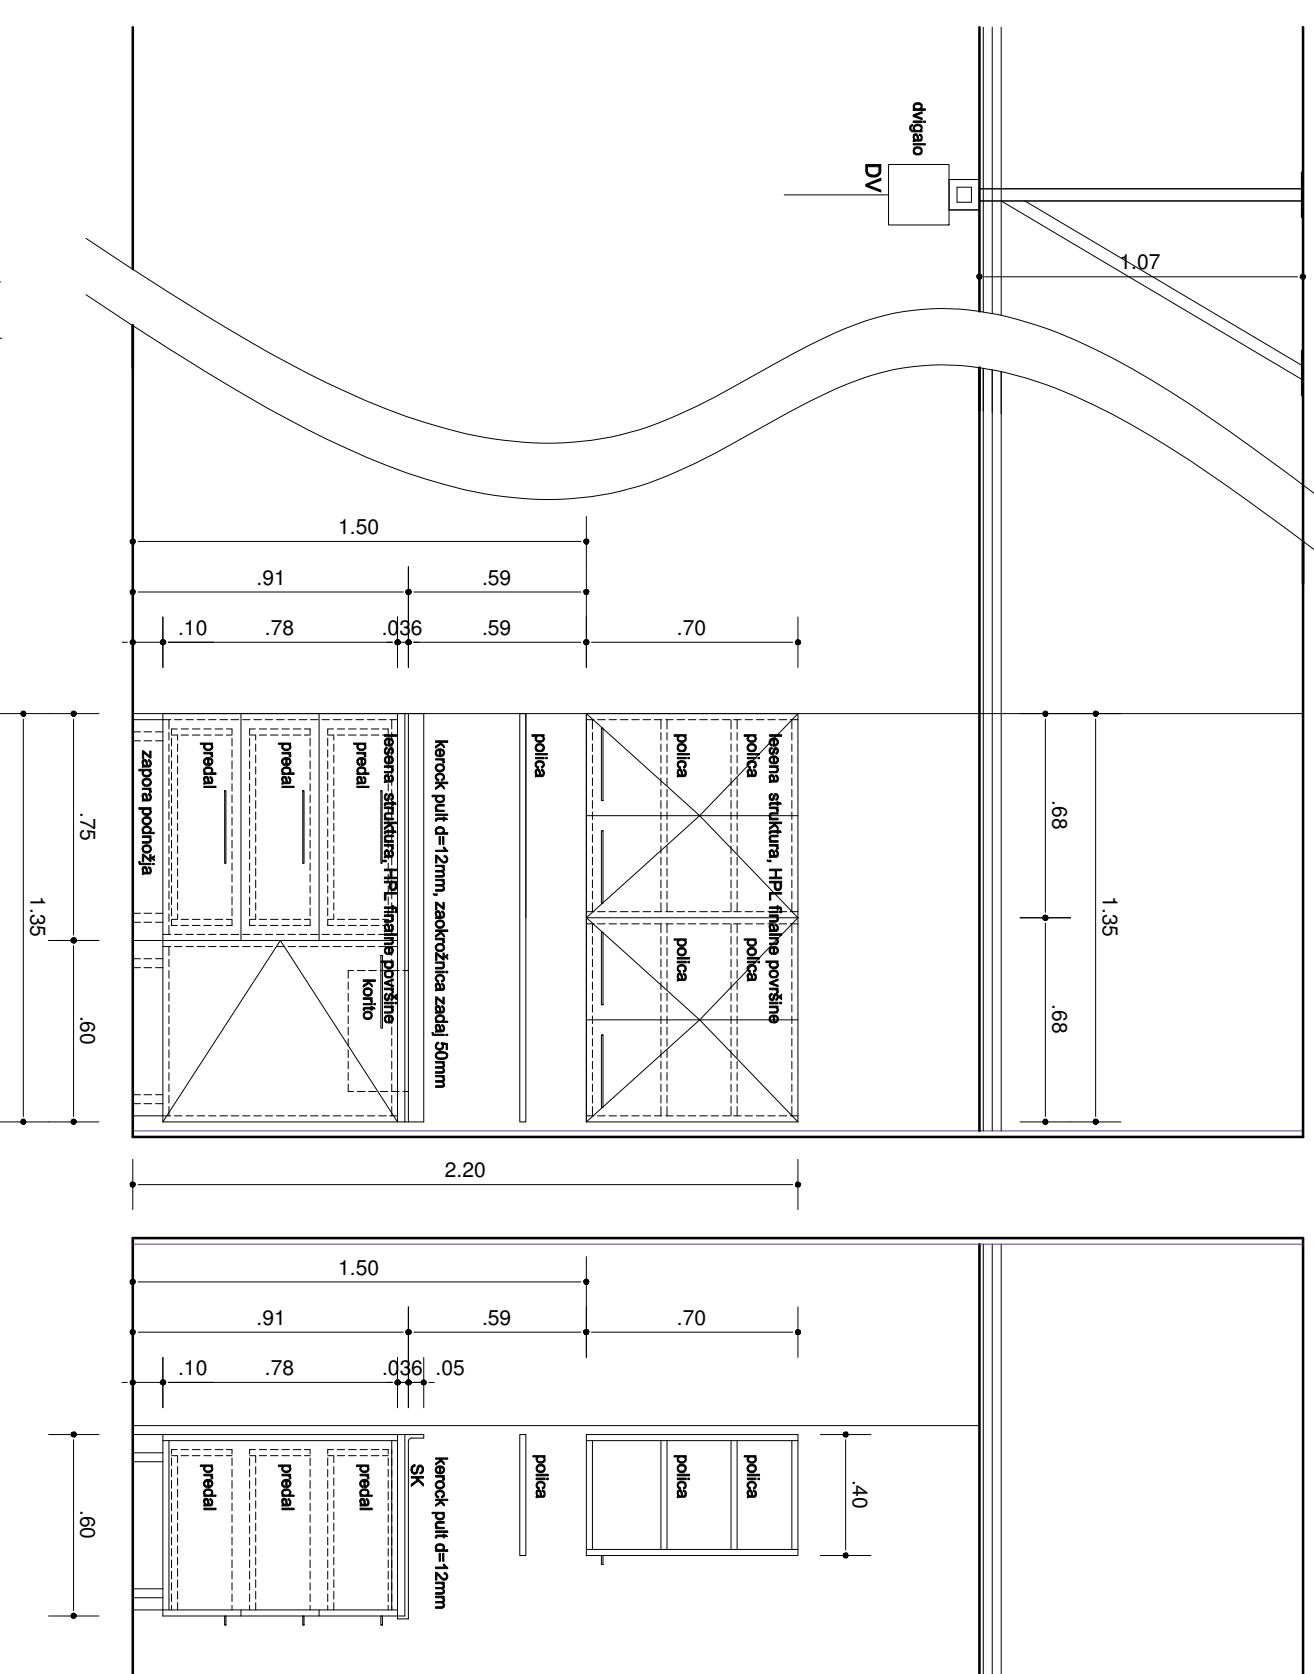 dvigalo
DV
1.07
1.50
.91
.59
.10
.78
.036
.59
.70
zapora podnožja
predal
predal
predal
lesena struktura, HPL finalne površine
korito
kerock pult d=12mm, zaokrožnica zadaj 50mm
polica
polica
polica
polica
polica
lesena struktura, HPL finalne površine
.75
.60
1.35
.68
.68
1.35
2.20
1.50
.91
.59
.70
.10
.78
.036
.05
predal
predal
predal
SK
kerock pult d=12mm
polica
polica
polica
.60
.40